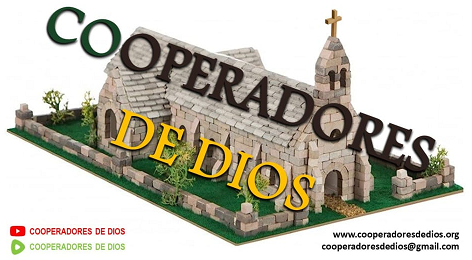 COOPERADORES
DE DIOS
COOPERADORES DE DIOS
COOPERADORES DE DIOS
www.cooperadoresdedios.org
cooperadoresdedios@gmail.com